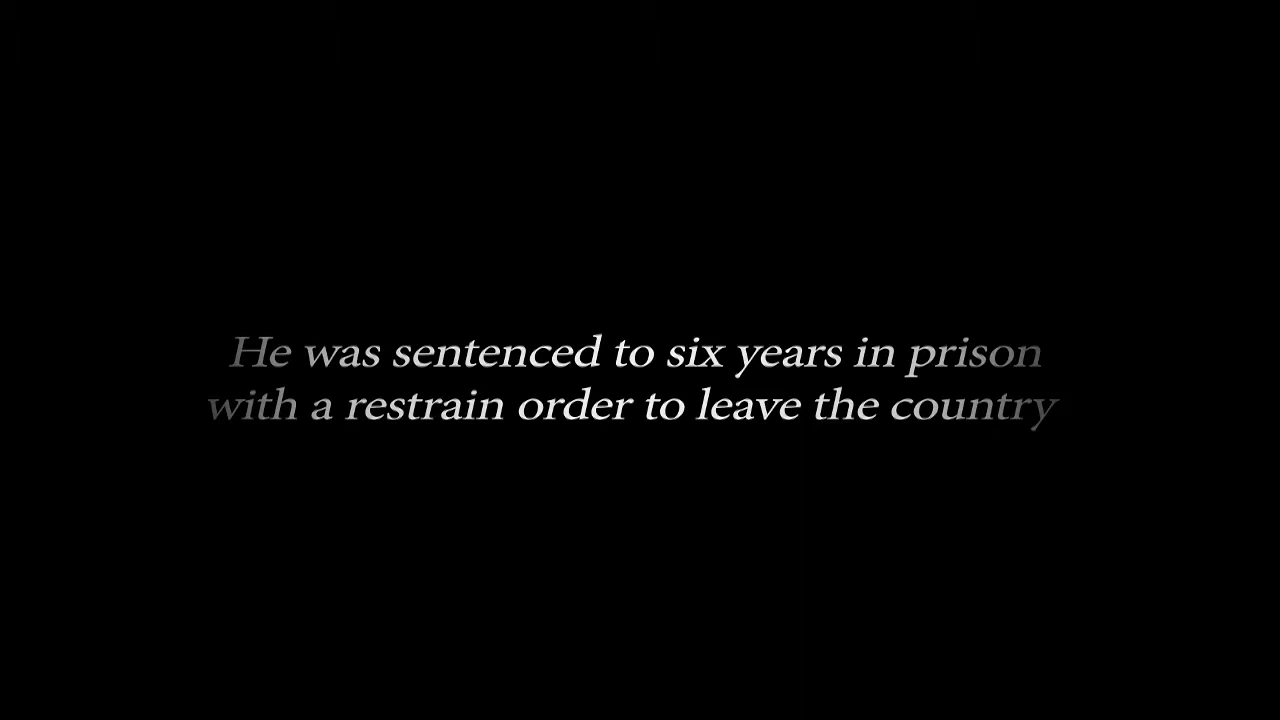 He was sentenced to six years in prison
with a restrain order to leave the country